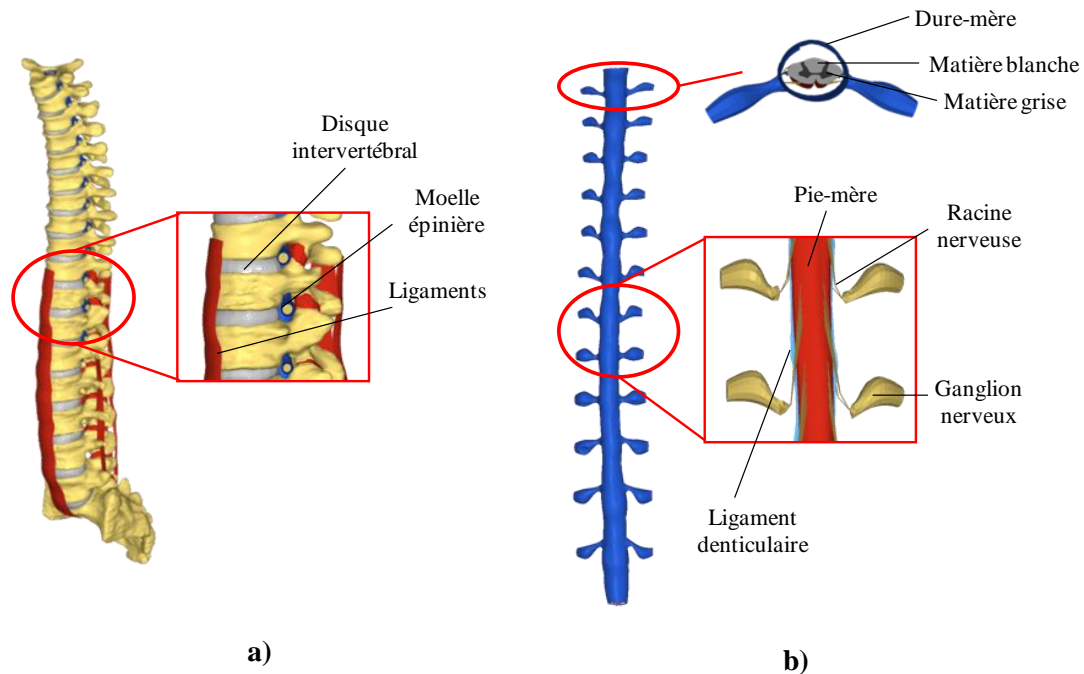 Disque
intervertébral
Moelle
épinière
Ligaments
a)
Dure-mère
Matière blanche
Matière grise
Pie-mère
Racine
nerveuse
Ganglion
nerveux
Ligament
denticulaire
b)